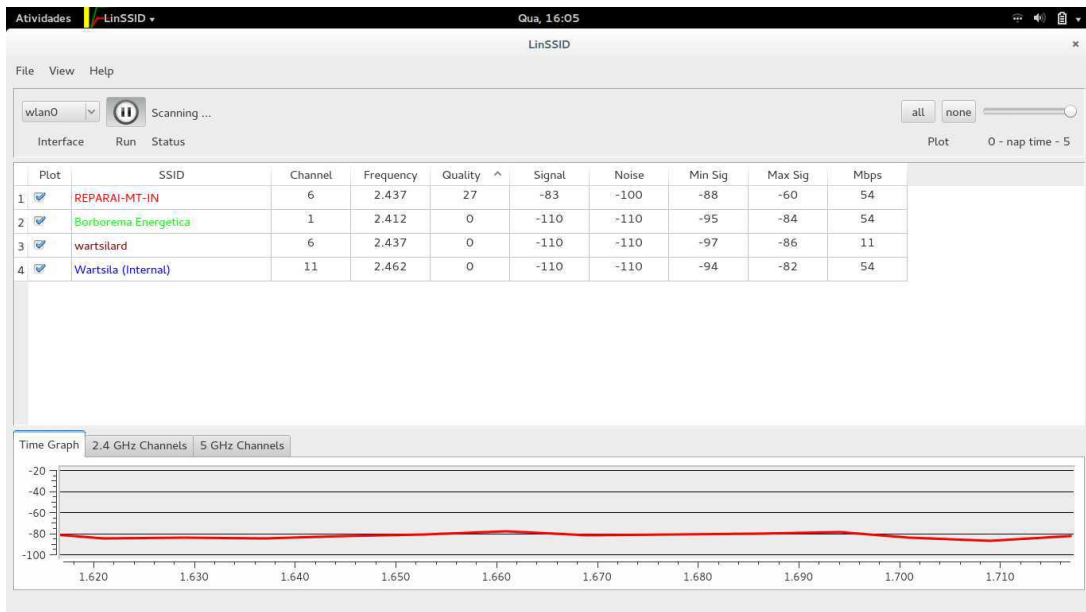 Atividades LinSSID Qua, 16:05
LinSSID
File View Help
wlan0 Scanning ... all none
Interface Run Status Plot 0 - nap time - 5
Plot SSID Channel Frequency Quality Signal Noise Min Sig Max Sig Mbps
1 REPARAI-MT-IN 6 2.437 27 -83 -100 -88 -60 54
2 Borborema Energetica 1 2.412 0 -110 -110 -95 -84 54
3 wartsilard 6 2.437 0 -110 -110 -97 -86 11
4 Wartsila (Internal) 11 2.462 0 -110 -110 -94 -82 54
Time Graph 2.4 GHz Channels 5 GHz Channels
-20
-40
-60
-80
-100
1.620 1.630 1.640 1.650 1.660 1.670 1.680 1.690 1.700 1.710